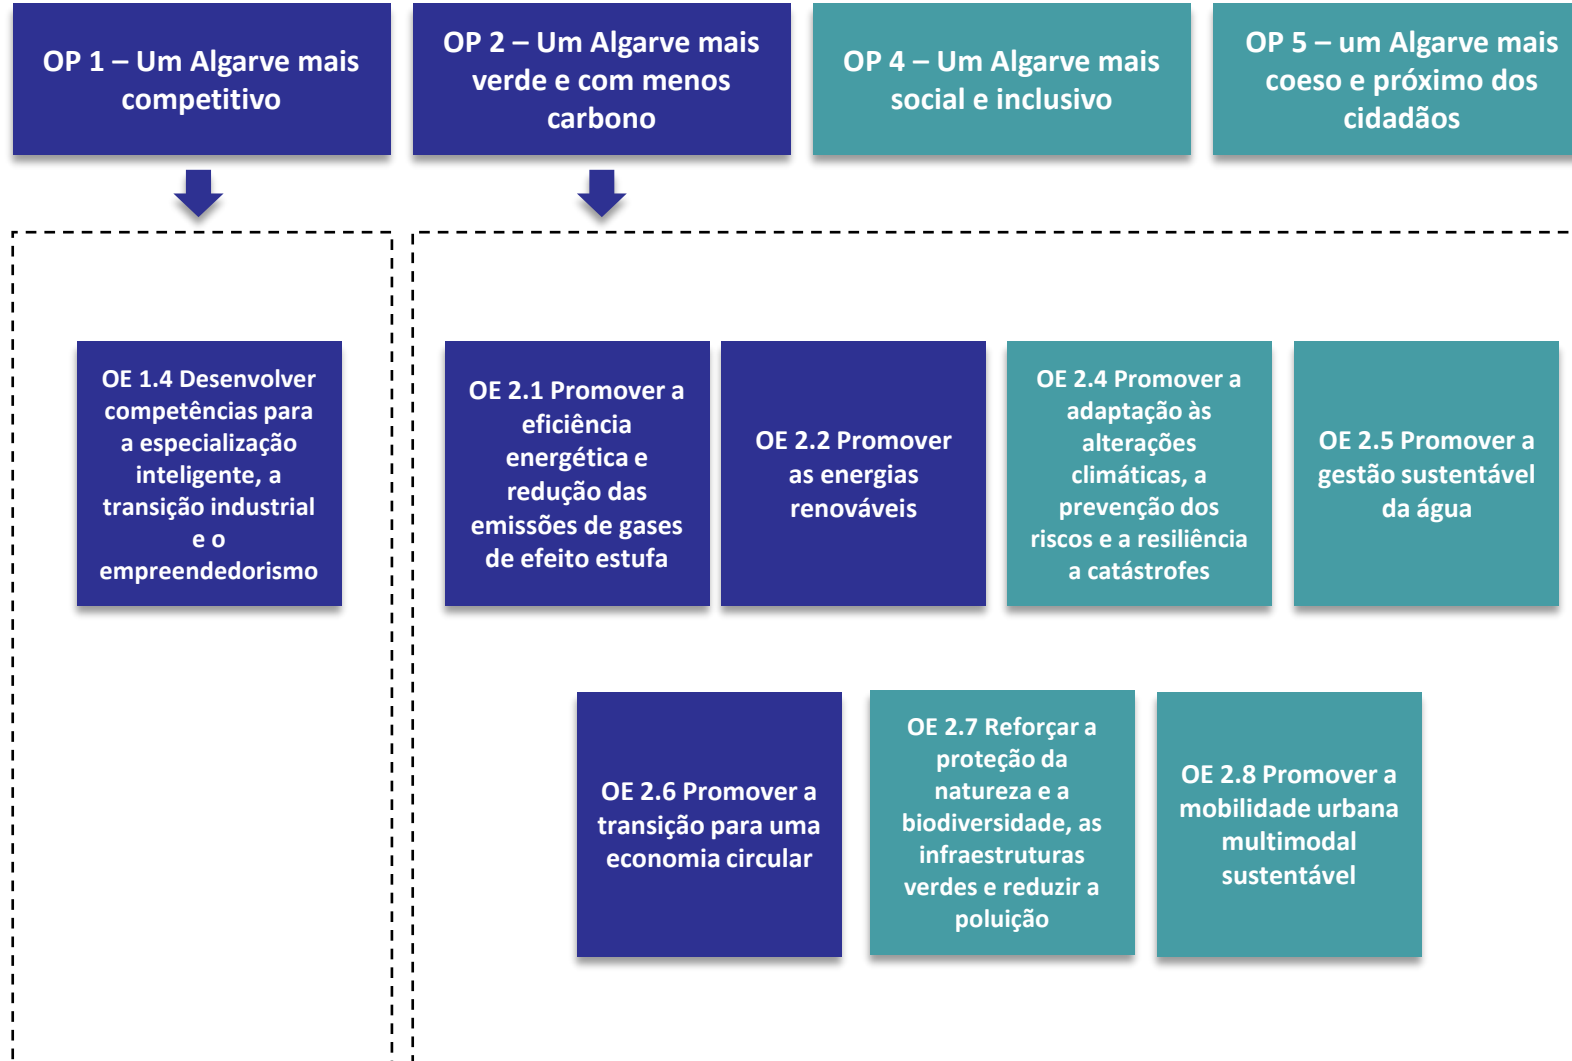 OP 1 – Um Algarve mais
competitivo
OP 2 – Um Algarve mais
verde e com menos
carbono
OP 4 – Um Algarve mais
social e inclusivo
OP 5 – um Algarve mais
coeso e próximo dos
cidadãos
OE 1.4 Desenvolver
competências para
a especialização
inteligente, a
transição industrial
e o
empreendedorismo
OE 2.1 Promover a
eficiência
energética e
redução das
emissões de gases
de efeito estufa
OE 2.2 Promover
as energias
renováveis
OE 2.4 Promover a
adaptação às
alterações
climáticas, a
prevenção dos
riscos e a resiliência
a catástrofes
OE 2.5 Promover a
gestão sustentável
da água
OE 2.6 Promover a
transição para uma
economia circular
OE 2.7 Reforçar a
proteção da
natureza e a
biodiversidade, as
infraestruturas
verdes e reduzir a
poluição
OE 2.8 Promover a
mobilidade urbana
multimodal
sustentável